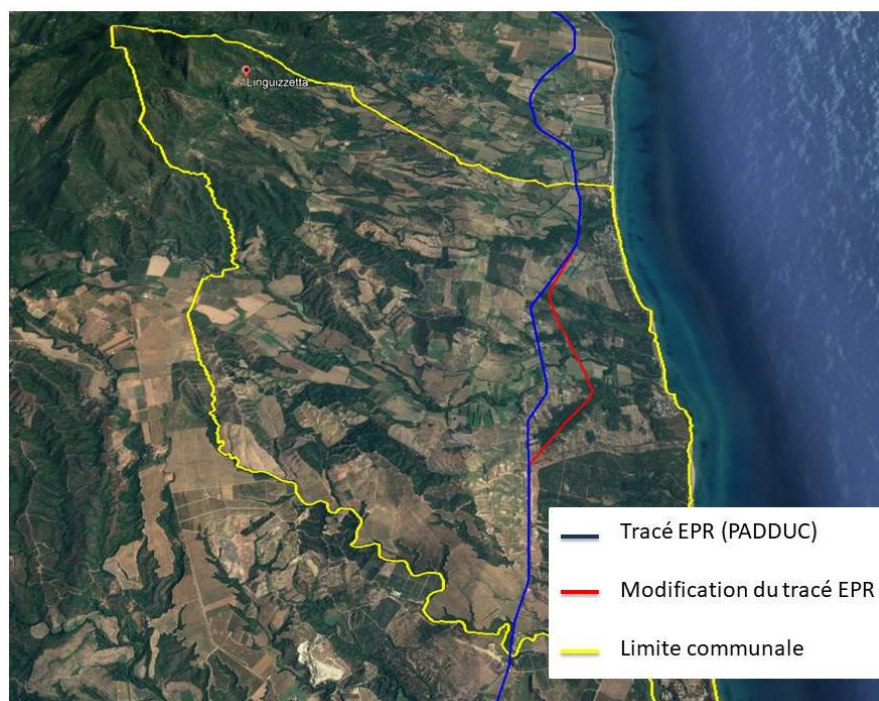 Linguizzetta
Tracé EPR (PADDUC)
Modification du tracé EPR
Limite communale